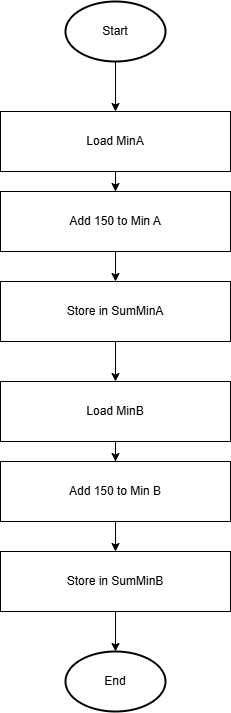 Start
Load MinA
Add 150 to Min A
Store in SumMinA
Load MinB
Add 150 to Min B
Store in SumMinB
End